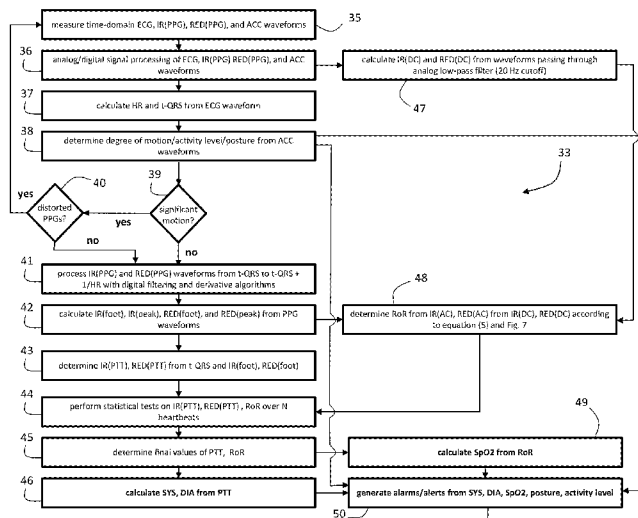 measure time-domain ECG, IR(PPG), RED(PPG), and ACC waveforms
35
36
analog/digital signal processing of ECG, IR(PPG) RED(PPG), and ACC
waveforms
calculate IR(DC) and RED(DC) from waveforms passing through
analog low-pass filter (20 Hz cutoff)
47
37
calculate HR and t-QRS from ECG waveform
38
determine degree of motion/activity level/posture from ACC
waveforms
33
yes
40
39
distorted
PPGs?
yes
significant
motion?
no
no
41
process IR(PPG) and RED(PPG) waveforms from t-QRS to t-QRS +
1/HR with digital filtering and derivative algorithms
48
42
calculate IR(foot), IR(peak), RED(foot), and RED(peak) from PPG
waveforms
determine RoR from IR(AC), RED(AC) from IR(DC), RED(DC) according
to equation (5) and Fig. 7
43
determine IR(PTT), RED(PTT) from t-QRS and IR(foot), RED(foot)
44
perform statistical tests on IR(PTT), RED(PTT), RoR over N
heartbeats
49
45
determine final values of PTT, RoR
calculate SpO2 from RoR
46
calculate SYS, DIA from PTT
generate alarms/alerts from SYS, DIA, SpO2, posture, activity level
50